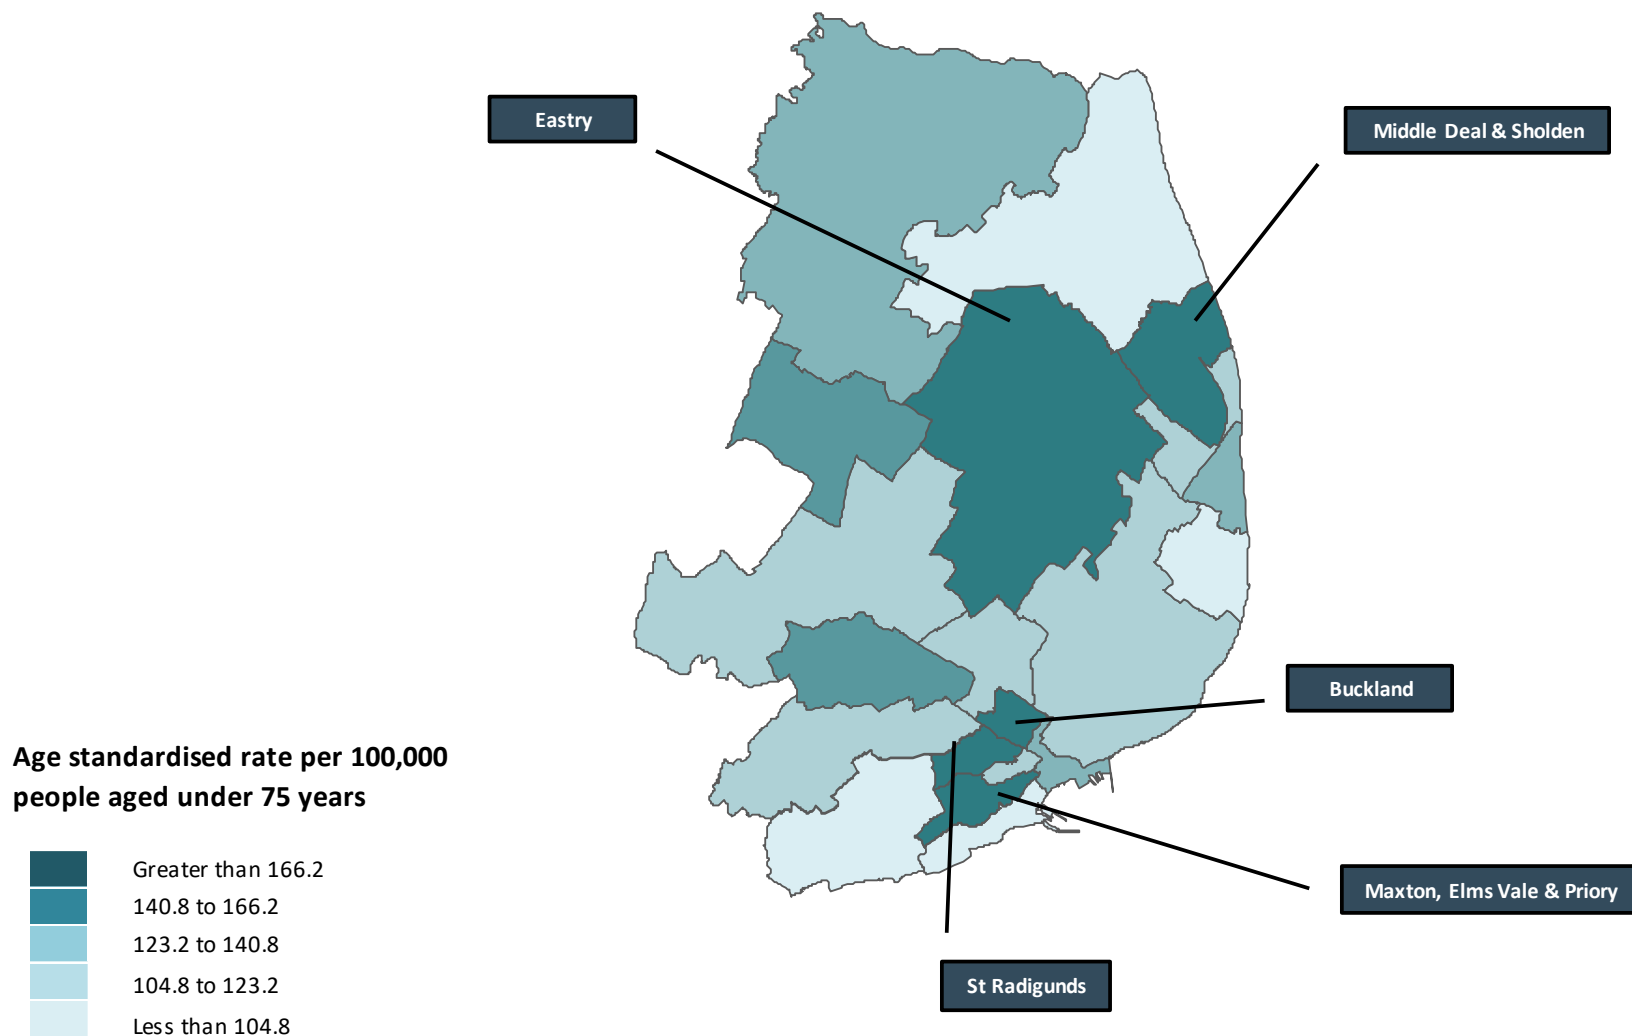 Eastry
Middle Deal & Sholden
Buckland
Age standardised rate per 100,000
people aged under 75 years
Greater than 166.2
140.8 to 166.2
123.2 to 140.8
104.8 to 123.2
Less than 104.8
Maxton, Elms Vale & Priory
St Radigunds